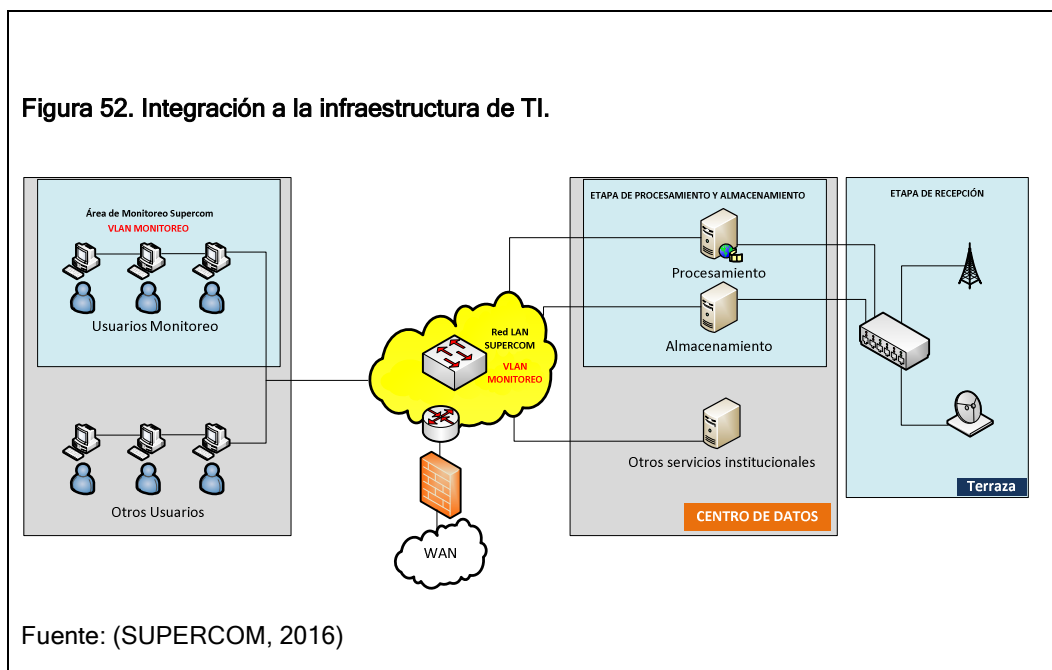 Figura 52. Integración a la infraestructura de TI.
Área de Monitoreo Supercom
VLAN MONITOREO
Usuarios Monitoreo
Otros Usuarios
Red LAN
SUPERCOM
VLAN
MONITOREO
WAN
ETAPA DE PROCESAMIENTO Y ALMACENAMIENTO
Procesamiento
Almacenamiento
Otros servicios institucionales
CENTRO DE DATOS
ETAPA DE RECEPCIÓN
Terraza
Fuente: (SUPERCOM, 2016)